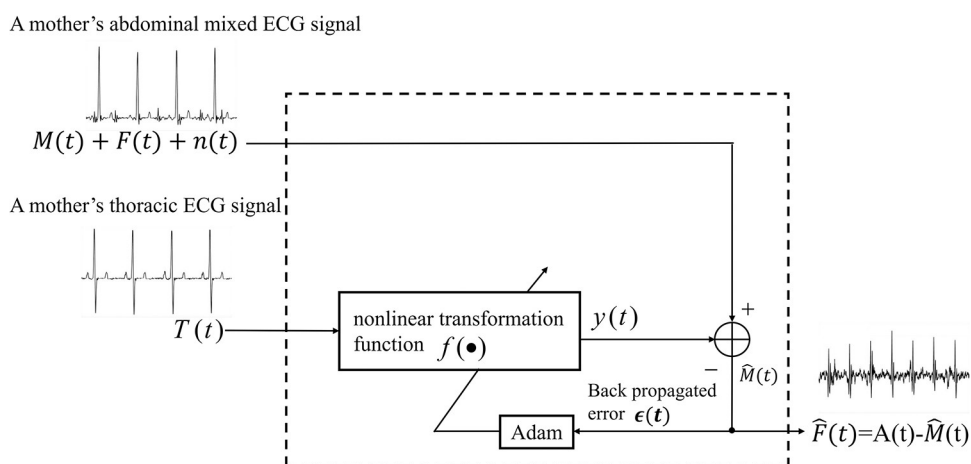 A mother's abdominal mixed ECG signal
M(t) + F(t) + n(t)
A mother's thoracic ECG signal
T(t)
nonlinear transformation
function f(●)
y(t)
+
−
M̂(t)
Back propagated
error ϵ(t)
Adam
F̂(t)=A(t)-M̂(t)